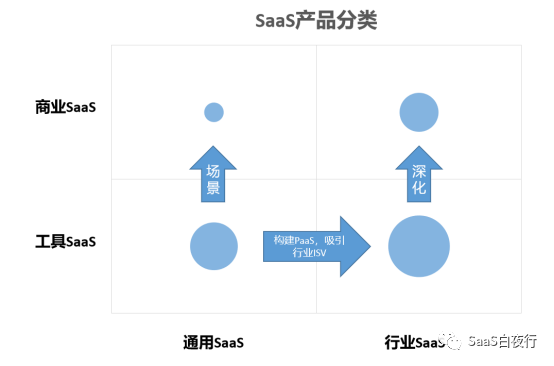 SaaS产品分类
商业SaaS
场
景
深
化
工具SaaS
构建PaaS，吸引
行业ISV
通用SaaS
行业SaaS
SaaS白夜行